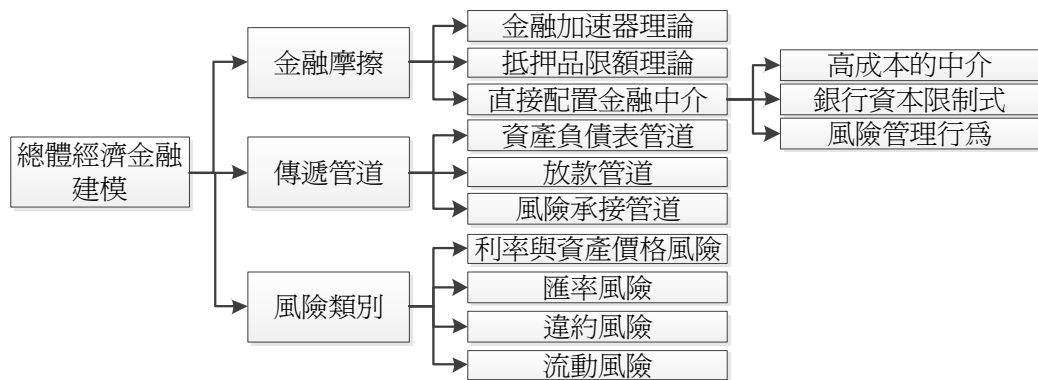 總體經濟金融
建模
金融摩擦
金融加速器理論
抵押品限額理論
直接配置金融中介
高成本的中介
銀行資本限制式
風險管理行爲
傳遞管道
資產負債表管道
放款管道
風險承接管道
風險類別
利率與資產價格風險
匯率風險
違約風險
流動風險